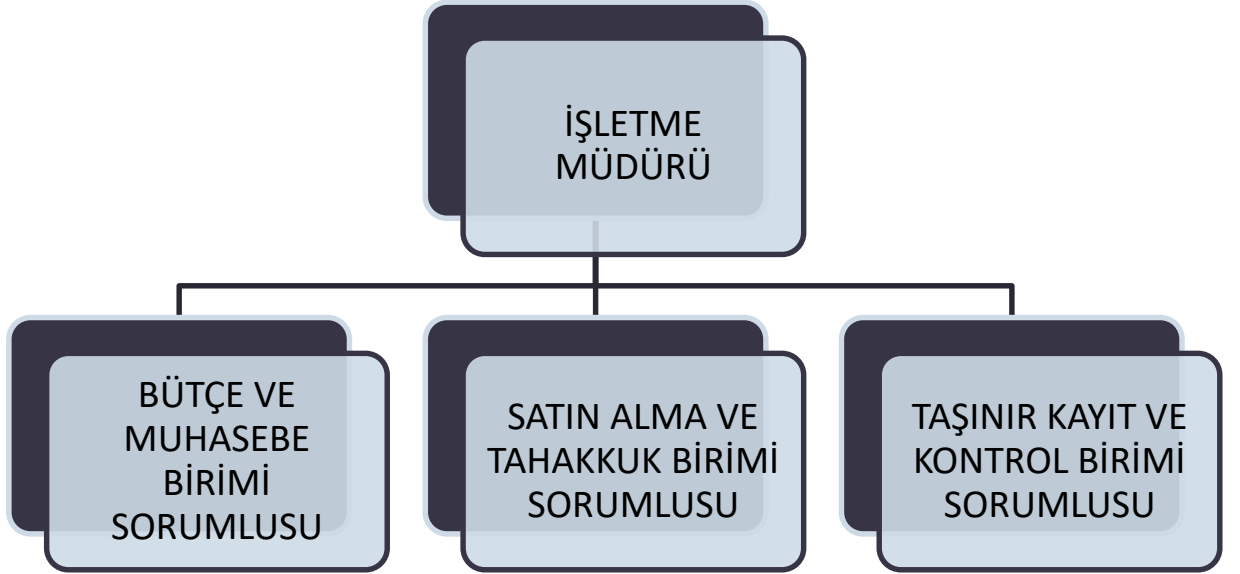 İŞLETME
MÜDÜRÜ
BÜTÇE VE
MUHASEBE
BİRİMİ
SORUMLUSU
SATIN ALMA VE
TAHAKKUK BİRİMİ
SORUMLUSU
TAŞINIR KAYIT VE
KONTROL BİRİMİ
SORUMLUSU